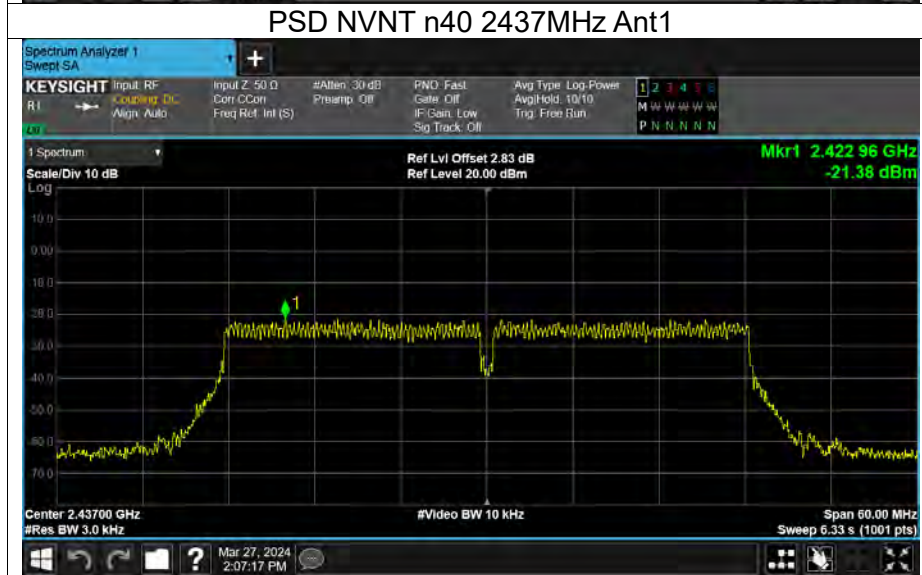 PSD NVNT n40 2437MHz Ant1
Spectrum Analyzer 1
Swept SA
+
KEYSIGHT Input: RF Input Z: 50 Ω #Atten: 30 dB PNO: Fast Avg Type: Log-Power 1 2 3 4 5 6
Coupling: DC Corr CCorr Preamp: Off Gate: Off Avg|Hold: 10/10 M W W W W W
Align: Auto Freq Ref: Int (S) IF Gain: Low Trig: Free Run
Sig Track: Off P N N N N N
1 Spectrum
Ref Lvl Offset 2.83 dB Mkr1 2.422 96 GHz
Scale/Div 10 dB Ref Level 20.00 dBm -21.38 dBm
Log
10.0
0.00
-10.0
-20.0
1
-30.0
-40.0
-50.0
-60.0
-70.0
Center 2.43700 GHz #Video BW 10 kHz Span 60.00 MHz
#Res BW 3.0 kHz Sweep 6.33 s (1001 pts)
? Mar 27, 2024
2:07:17 PM